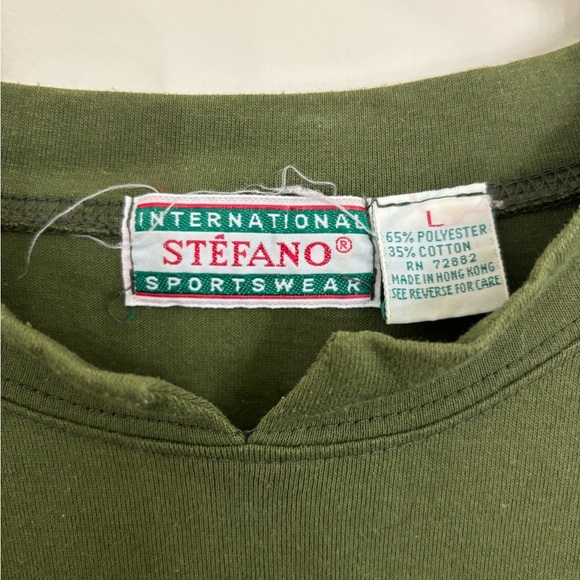 INTERNATIONAL
STÉFANO®
SPORTSWEAR
L
65% POLYESTER
35% COTTON
RN 72882
MADE IN HONG KONG
SEE REVERSE FOR CARE